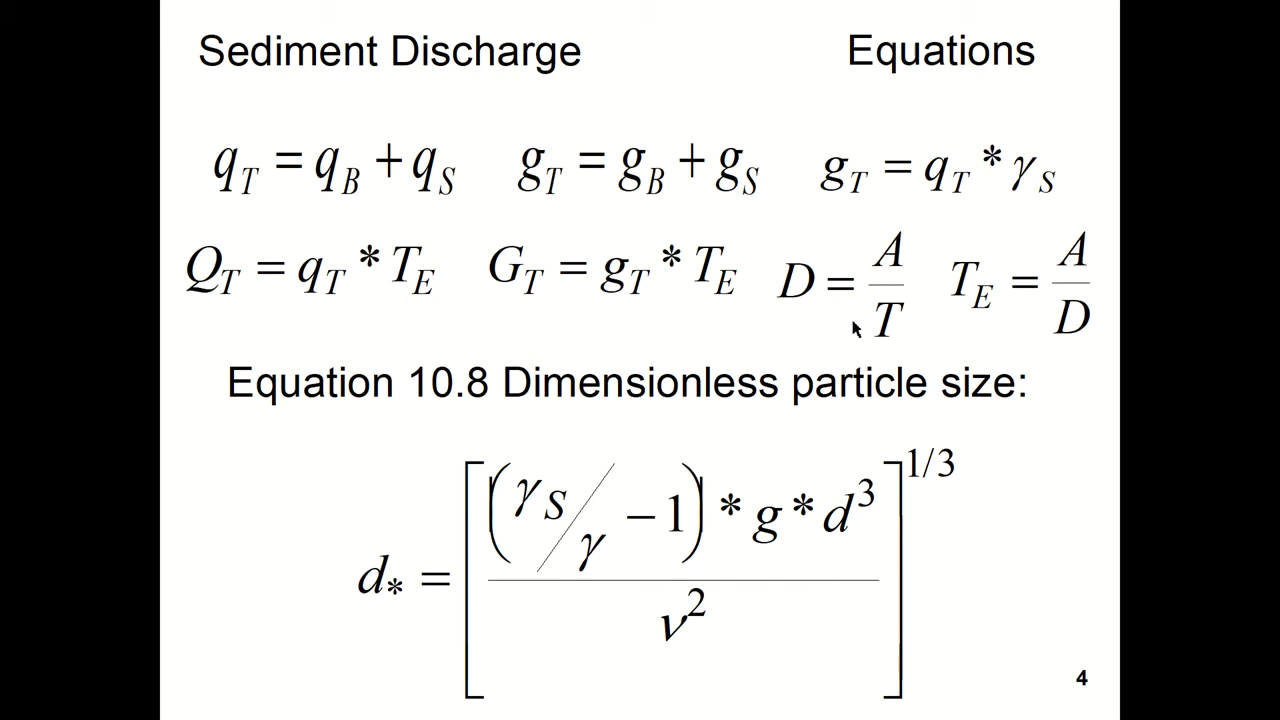 Sediment Discharge Equations
q_T = q_B + q_S g_T = g_B + g_S g_T = q_T * γ_S
Q_T = q_T * T_E G_T = g_T * T_E D = A/T T_E = A/D
Equation 10.8 Dimensionless particle size:
d_* = [ (γ_S/γ − 1) * g * d^3 / ν^2 ]^1/3
4